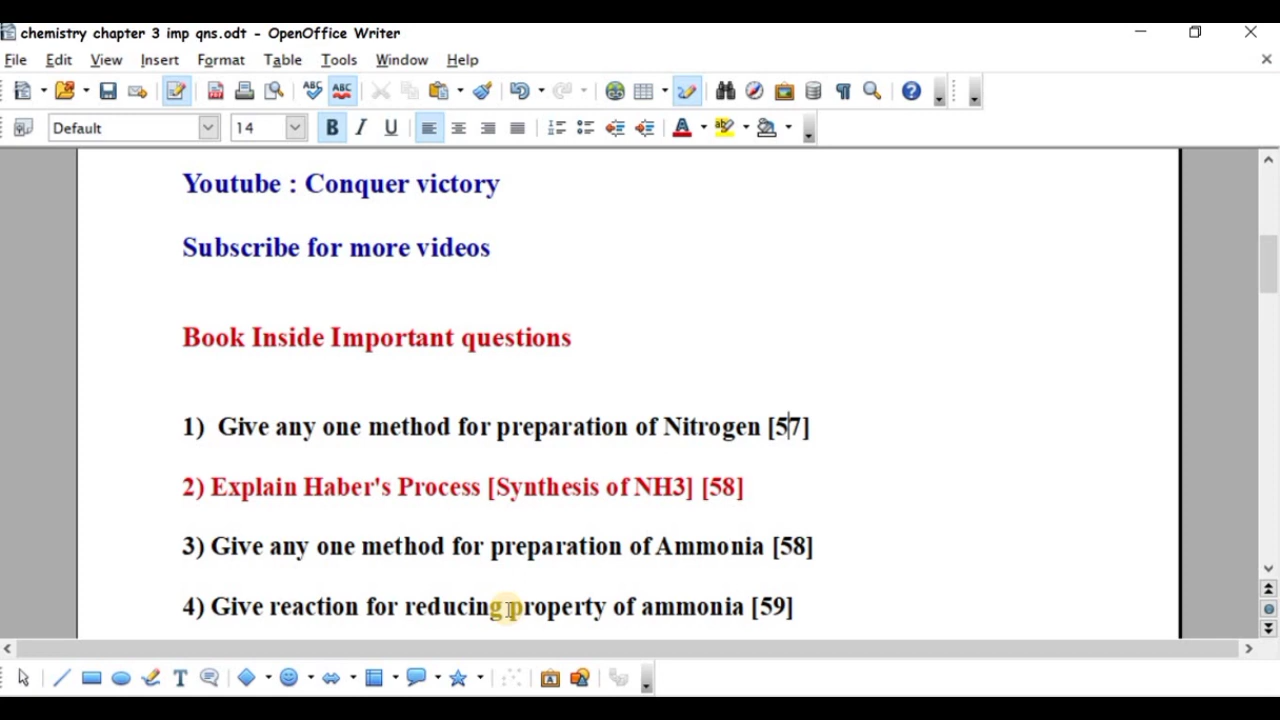 chemistry chapter 3 imp qns.odt - OpenOffice Writer
File Edit View Insert Format Table Tools Window Help
Default 14 B I U
Youtube : Conquer victory
Subscribe for more videos
Book Inside Important questions
1) Give any one method for preparation of Nitrogen [57]
2) Explain Haber's Process [Synthesis of NH3] [58]
3) Give any one method for preparation of Ammonia [58]
4) Give reaction for reducing property of ammonia [59]